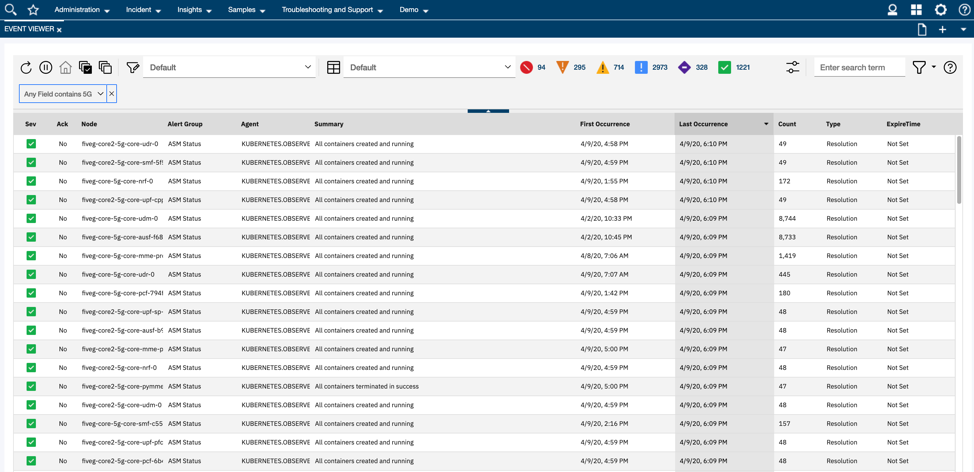 Administration Incident Insights Samples Troubleshooting and Support Demo
EVENT VIEWER
Default Default 94 295 714 2973 328 1221 Enter search term
Any Field contains 5G
Sev Ack Node Alert Group Agent Summary First Occurrence Last Occurrence Count Type ExpireTime
No fiveg-core2-5g-core-udr-0 ASM Status KUBERNETES.OBSERVE All containers created and running 4/9/20, 4:58 PM 4/9/20, 6:10 PM 49 Resolution Not Set
No fiveg-core2-5g-core-smf-5f5 ASM Status KUBERNETES.OBSERVE All containers created and running 4/9/20, 4:59 PM 4/9/20, 6:10 PM 49 Resolution Not Set
No fiveg-core-5g-core-nrf-0 ASM Status KUBERNETES.OBSERVE All containers created and running 4/9/20, 1:55 PM 4/9/20, 6:10 PM 172 Resolution Not Set
No fiveg-core2-5g-core-upf-cpp ASM Status KUBERNETES.OBSERVE All containers created and running 4/9/20, 4:58 PM 4/9/20, 6:10 PM 49 Resolution Not Set
No fiveg-core-5g-core-udm-0 ASM Status KUBERNETES.OBSERVE All containers created and running 4/2/20, 10:33 PM 4/9/20, 6:09 PM 8,744 Resolution Not Set
No fiveg-core-5g-core-ausf-f68 ASM Status KUBERNETES.OBSERVE All containers created and running 4/2/20, 10:45 PM 4/9/20, 6:09 PM 8,733 Resolution Not Set
No fiveg-core-5g-core-mme-pr ASM Status KUBERNETES.OBSERVE All containers created and running 4/8/20, 7:06 AM 4/9/20, 6:09 PM 1,419 Resolution Not Set
No fiveg-core-5g-core-udr-0 ASM Status KUBERNETES.OBSERVE All containers created and running 4/9/20, 7:07 AM 4/9/20, 6:09 PM 445 Resolution Not Set
No fiveg-core-5g-core-pcf-794 ASM Status KUBERNETES.OBSERVE All containers created and running 4/9/20, 1:42 PM 4/9/20, 6:09 PM 180 Resolution Not Set
No fiveg-core2-5g-core-upf-sp- ASM Status KUBERNETES.OBSERVE All containers created and running 4/9/20, 4:59 PM 4/9/20, 6:09 PM 48 Resolution Not Set
No fiveg-core2-5g-core-ausf-b9 ASM Status KUBERNETES.OBSERVE All containers created and running 4/9/20, 4:59 PM 4/9/20, 6:09 PM 48 Resolution Not Set
No fiveg-core2-5g-core-mme-p ASM Status KUBERNETES.OBSERVE All containers created and running 4/9/20, 5:00 PM 4/9/20, 6:09 PM 47 Resolution Not Set
No fiveg-core2-5g-core-nrf-0 ASM Status KUBERNETES.OBSERVE All containers created and running 4/9/20, 4:59 PM 4/9/20, 6:09 PM 48 Resolution Not Set
No fiveg-core2-5g-core-pymme ASM Status KUBERNETES.OBSERVE All containers terminated in success 4/9/20, 5:00 PM 4/9/20, 6:09 PM 47 Resolution Not Set
No fiveg-core2-5g-core-udm-0 ASM Status KUBERNETES.OBSERVE All containers created and running 4/9/20, 4:59 PM 4/9/20, 6:09 PM 48 Resolution Not Set
No fiveg-core-5g-core-smf-c55 ASM Status KUBERNETES.OBSERVE All containers created and running 4/9/20, 2:16 PM 4/9/20, 6:09 PM 157 Resolution Not Set
No fiveg-core2-5g-core-upf-pfc ASM Status KUBERNETES.OBSERVE All containers created and running 4/9/20, 4:59 PM 4/9/20, 6:09 PM 48 Resolution Not Set
No fiveg-core2-5g-core-pcf-6b4 ASM Status KUBERNETES.OBSERVE All containers created and running 4/9/20, 4:59 PM 4/9/20, 6:09 PM 48 Resolution Not Set